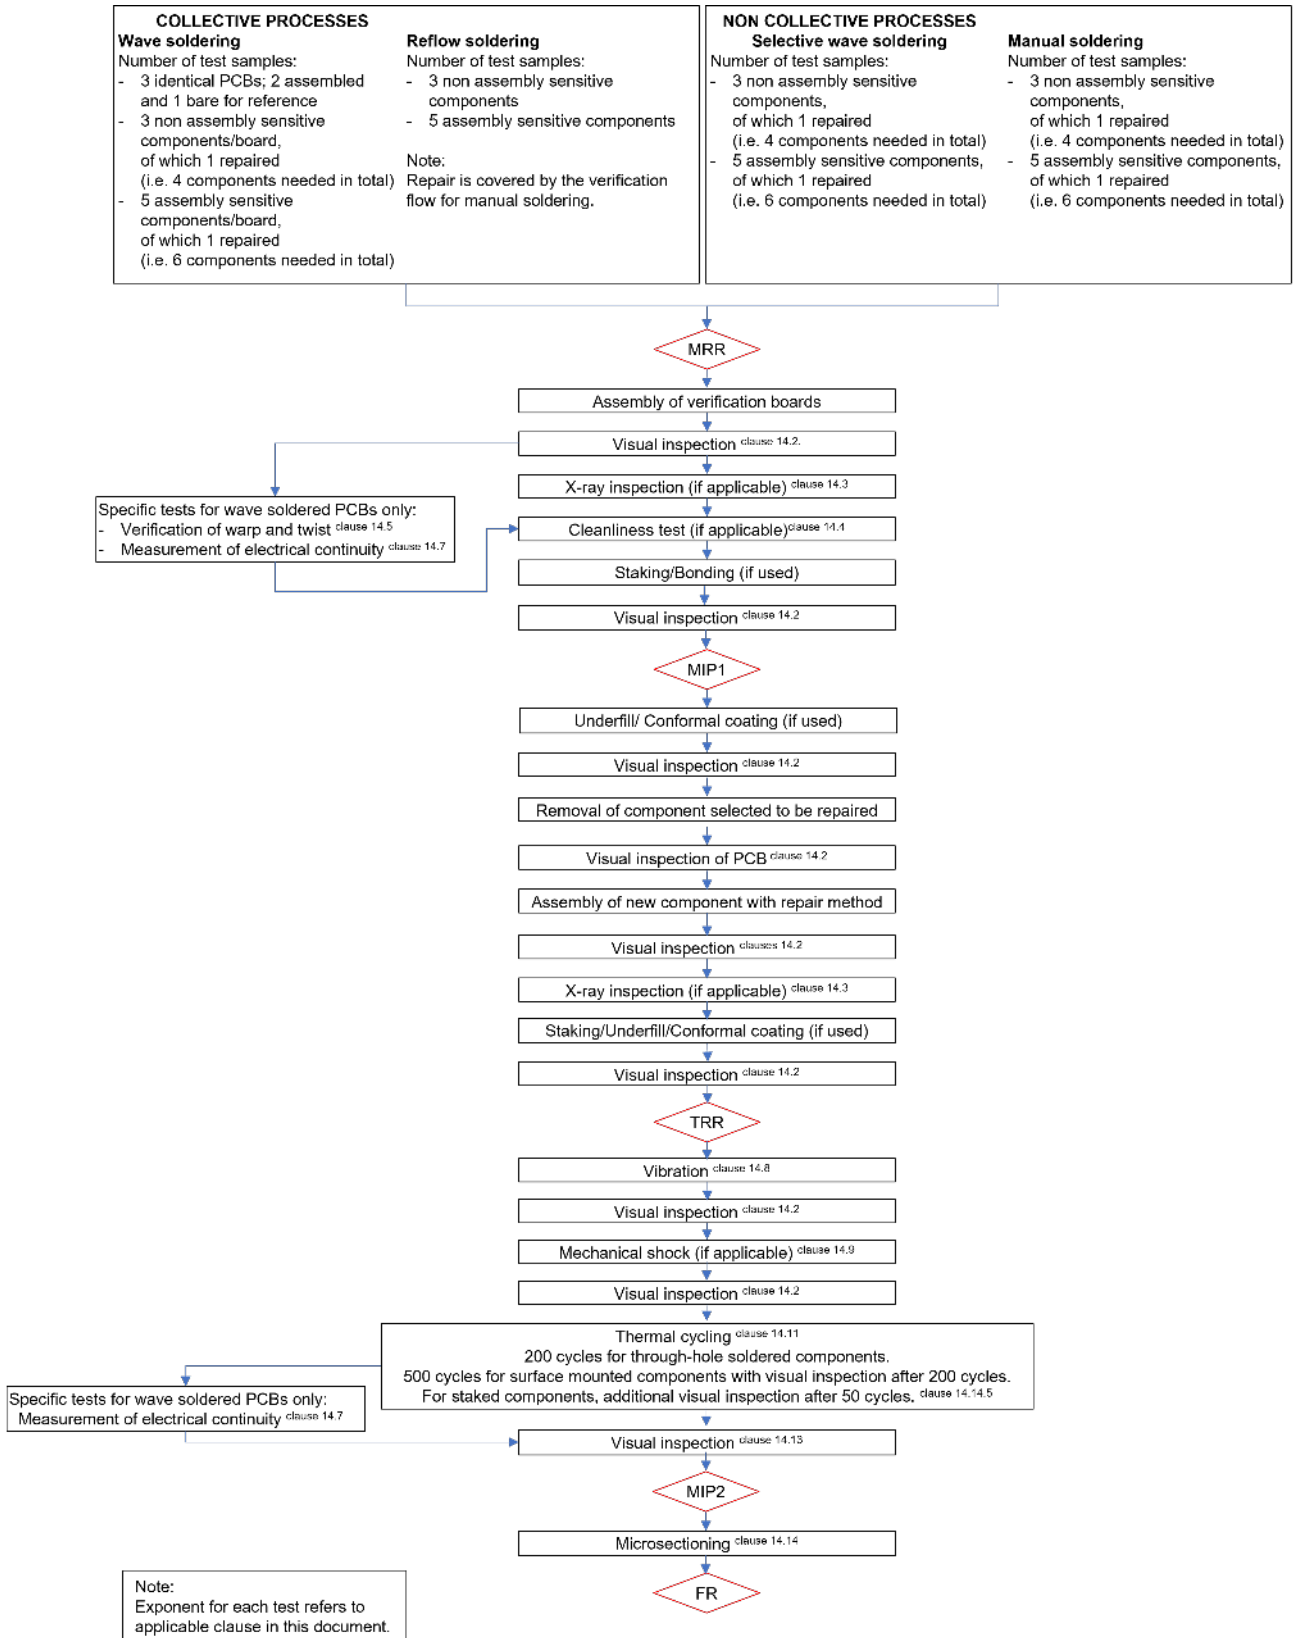 COLLECTIVE PROCESSES
Wave soldering
Number of test samples:
- 3 identical PCBs; 2 assembled
and 1 bare for reference
- 3 non assembly sensitive
components/board,
of which 1 repaired
(i.e. 4 components needed in total)
- 5 assembly sensitive
components/board,
of which 1 repaired
(i.e. 6 components needed in total)
Reflow soldering
Number of test samples:
- 3 non assembly sensitive
components
- 5 assembly sensitive components
Note:
Repair is covered by the verification
flow for manual soldering.
NON COLLECTIVE PROCESSES
Selective wave soldering
Number of test samples:
- 3 non assembly sensitive
components,
of which 1 repaired
(i.e. 4 components needed in total)
- 5 assembly sensitive components,
of which 1 repaired
(i.e. 6 components needed in total)
Manual soldering
Number of test samples:
- 3 non assembly sensitive
components,
of which 1 repaired
(i.e. 4 components needed in total)
- 5 assembly sensitive components,
of which 1 repaired
(i.e. 6 components needed in total)
MRR
Assembly of verification boards
Visual inspection clause 14.2.
X-ray inspection (if applicable) clause 14.3
Specific tests for wave soldered PCBs only:
- Verification of warp and twist clause 14.5
- Measurement of electrical continuity clause 14.7
Cleanliness test (if applicable)clause 14.4
Staking/Bonding (if used)
Visual inspection clause 14.2
MIP1
Underfill/ Conformal coating (if used)
Visual inspection clause 14.2
Removal of component selected to be repaired
Visual inspection of PCB clause 14.2
Assembly of new component with repair method
Visual inspection clauses 14.2
X-ray inspection (if applicable) clause 14.3
Staking/Underfill/Conformal coating (if used)
Visual inspection clause 14.2
TRR
Vibration clause 14.8
Visual inspection clause 14.2
Mechanical shock (if applicable) clause 14.9
Visual inspection clause 14.2
Thermal cycling clause 14.11
200 cycles for through-hole soldered components.
500 cycles for surface mounted components with visual inspection after 200 cycles.
For staked components, additional visual inspection after 50 cycles. clause 14.14.5
Specific tests for wave soldered PCBs only:
Measurement of electrical continuity clause 14.7
Visual inspection clause 14.13
MIP2
Microsectioning clause 14.14
FR
Note:
Exponent for each test refers to
applicable clause in this document.